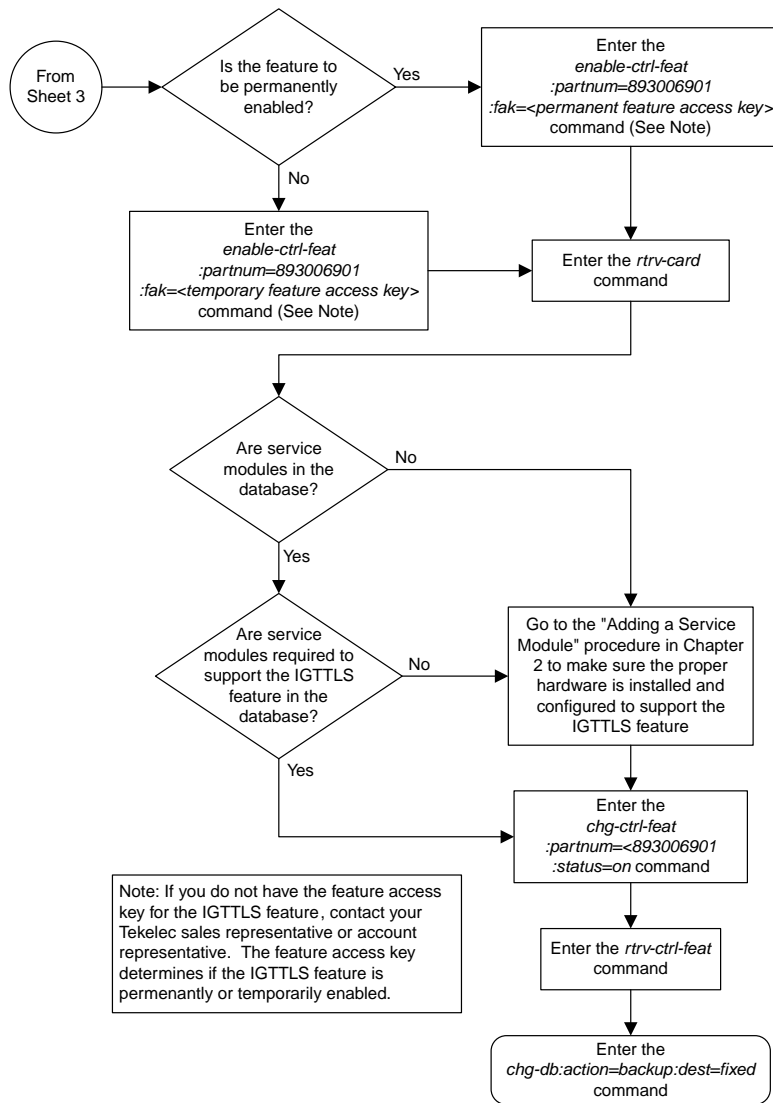 From
Sheet 3
Is the feature to
be permanently
enabled?
Yes
Enter the
enable-ctrl-feat
:partnum=893006901
:fak=<permanent feature access key>
command (See Note)
No
Enter the
enable-ctrl-feat
:partnum=893006901
:fak=<temporary feature access key>
command (See Note)
Enter the rtrv-card
command
Are service
modules in the
database?
No
Yes
Are service
modules required to
support the IGTTLS
feature in the
database?
No
Yes
Go to the "Adding a Service
Module" procedure in Chapter
2 to make sure the proper
hardware is installed and
configured to support the
IGTTLS feature
Enter the
chg-ctrl-feat
:partnum=<893006901
:status=on command
Note: If you do not have the feature access
key for the IGTTLS feature, contact your
Tekelec sales representative or account
representative. The feature access key
determines if the IGTTLS feature is
permenantly or temporarily enabled.
Enter the rtrv-ctrl-feat
command
Enter the
chg-db:action=backup:dest=fixed
command